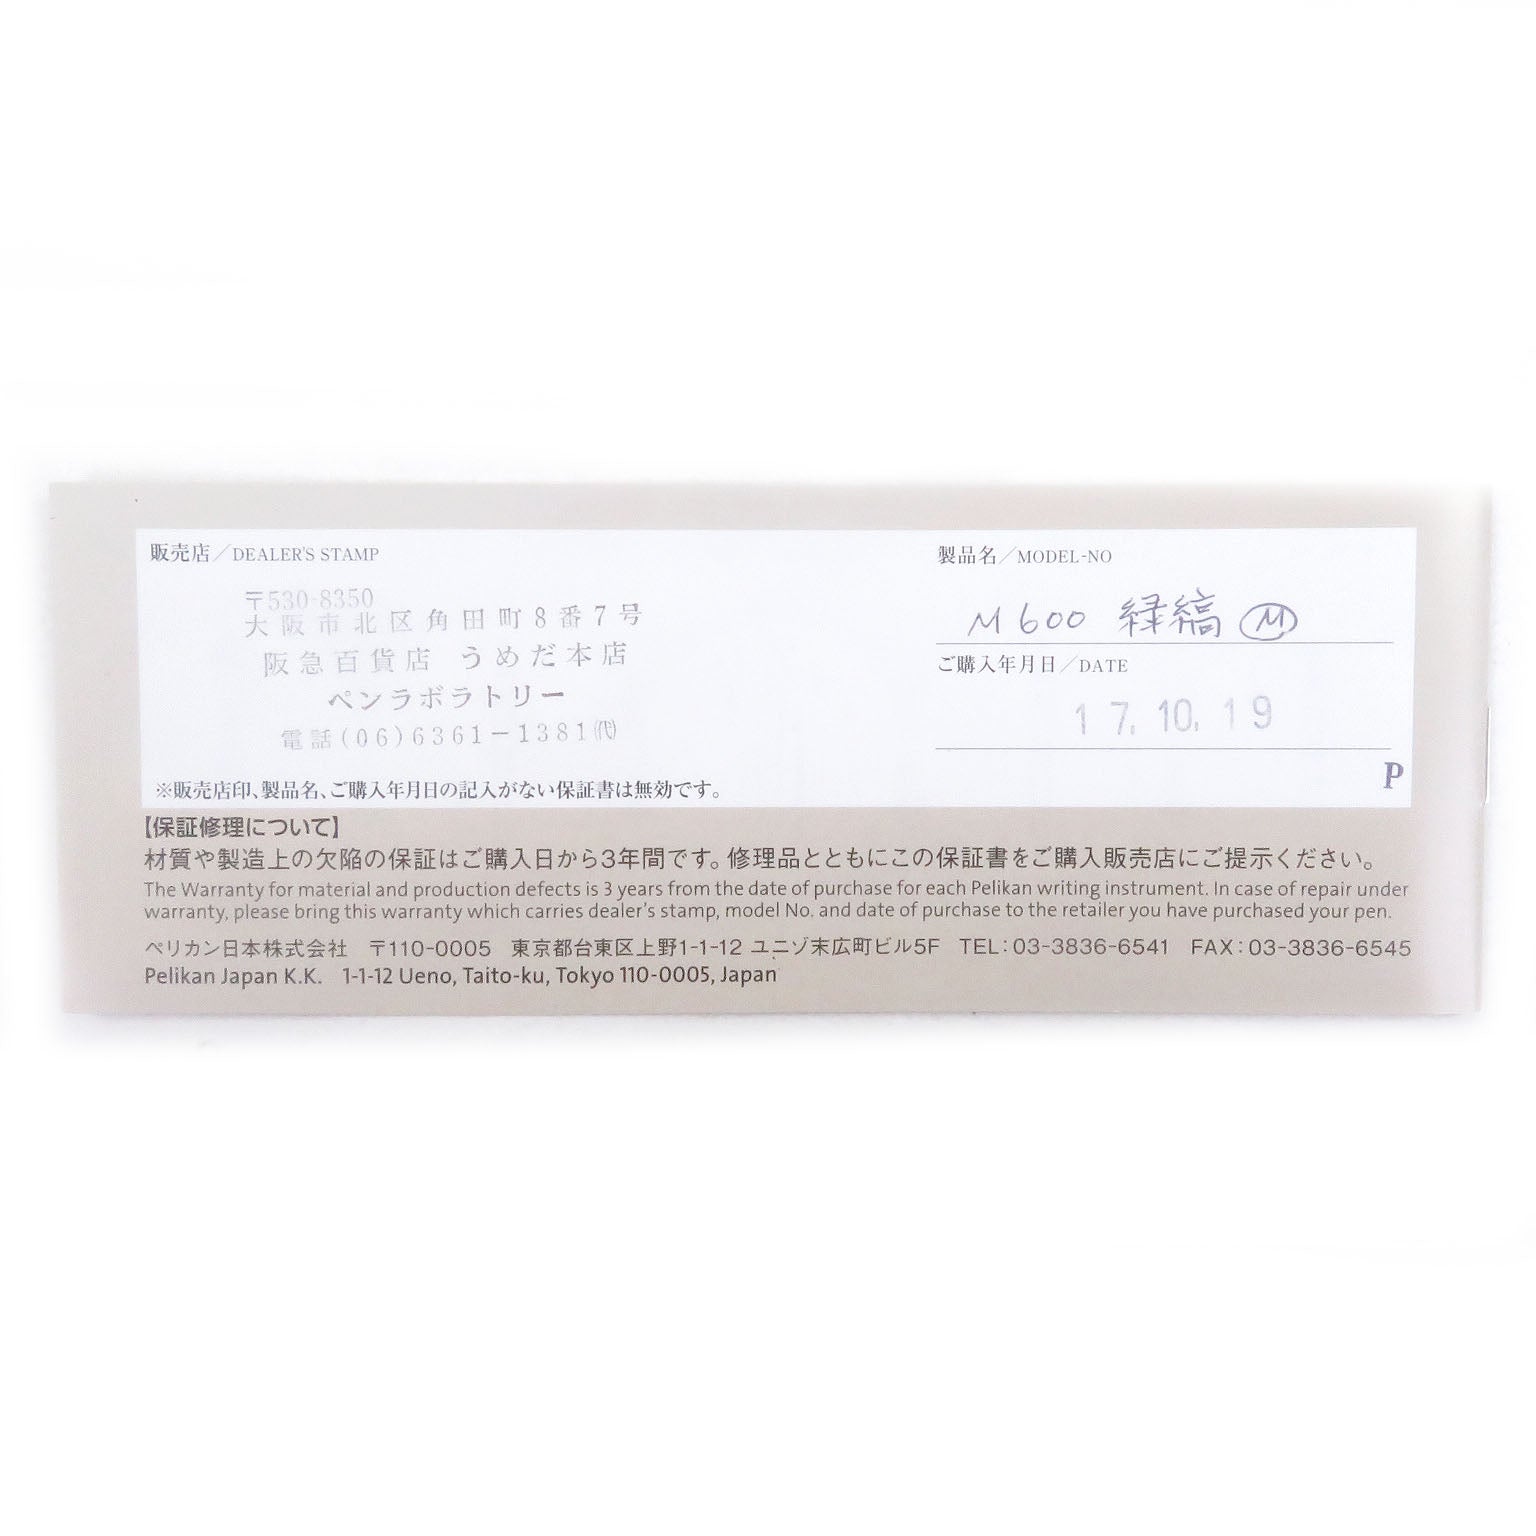 販売店／DEALER'S STAMP
〒530-8350
大阪市北区角田町8番7号
阪急百貨店 うめだ本店
ペンラボラトリー
電話(06)6361-1381㈹
※販売店印、製品名、ご購入年月日の記入がない保証書は無効です。
製品名／MODEL-NO
M600 緑縞 Ⓜ
ご購入年月日／DATE
17.10.19
P
【保証修理について】
材質や製造上の欠陥の保証はご購入日から3年間です。修理品とともにこの保証書をご購入販売店にご提示ください。
The Warranty for material and production defects is 3 years from the date of purchase for each Pelikan writing instrument. In case of repair under
warranty, please bring this warranty which carries dealer's stamp, model No. and date of purchase to the retailer you have purchased your pen.
ペリカン日本株式会社 〒110-0005 東京都台東区上野1-1-12 ユニゾ末広町ビル5F TEL:03-3836-6541 FAX:03-3836-6545
Pelikan Japan K.K. 1-1-12 Ueno, Taito-ku, Tokyo 110-0005, Japan